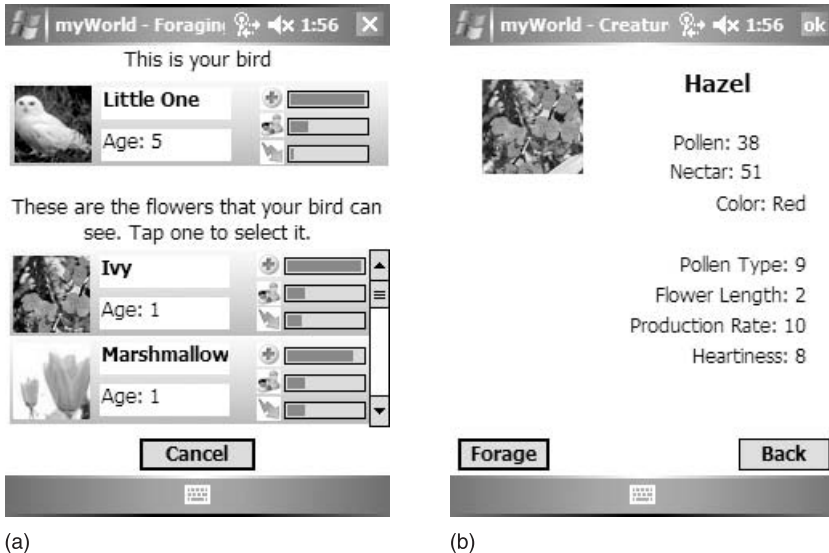 myWorld - Foraging 1:56
This is your bird
Little One
Age: 5
These are the flowers that your bird can
see. Tap one to select it.
Ivy
Age: 1
Marshmallow
Age: 1
Cancel
(a)
myWorld - Creatur 1:56 ok
Hazel
Pollen: 38
Nectar: 51
Color: Red
Pollen Type: 9
Flower Length: 2
Production Rate: 10
Heartiness: 8
Forage Back
(b)